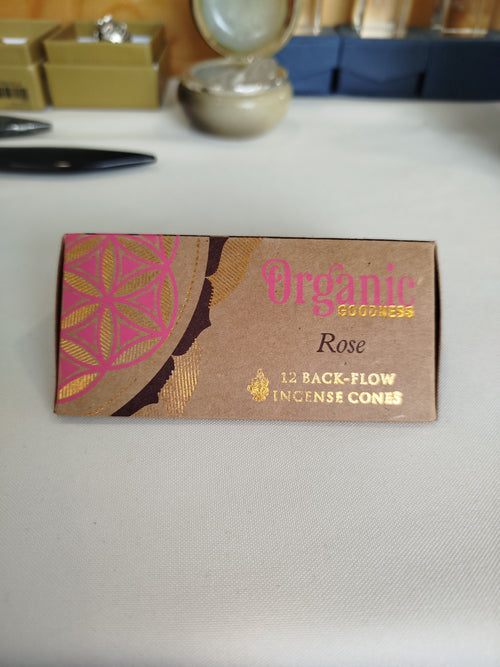 Organic
GOODNESS
Rose
12 BACK-FLOW
INCENSE CONES